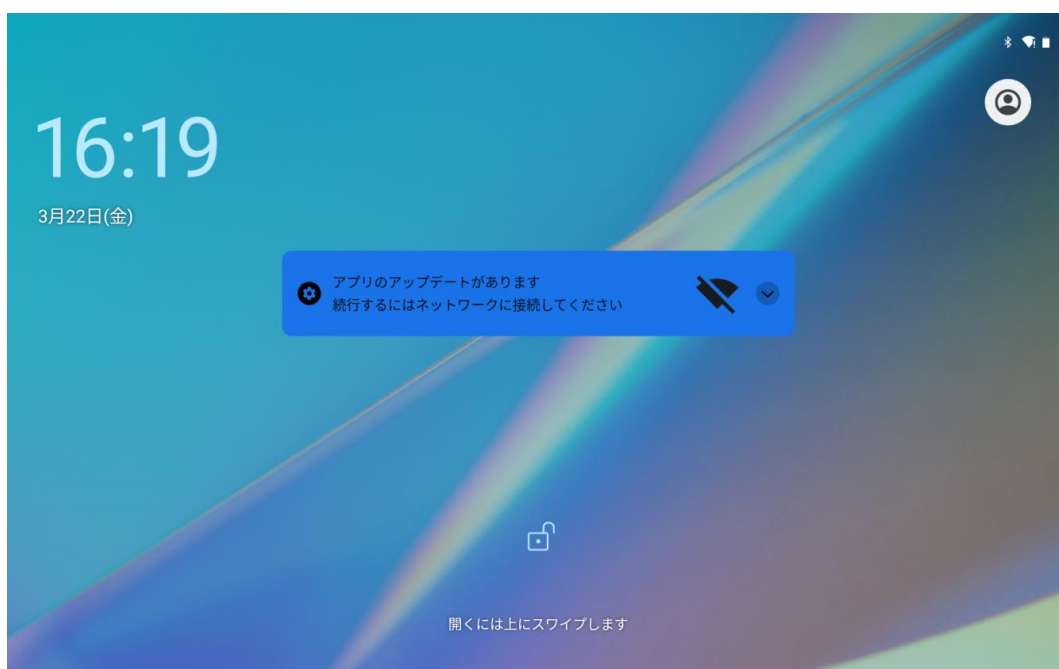 16:19
3月22日(金)
アプリのアップデートがあります
続行するにはネットワークに接続してください
開くには上にスワイプします